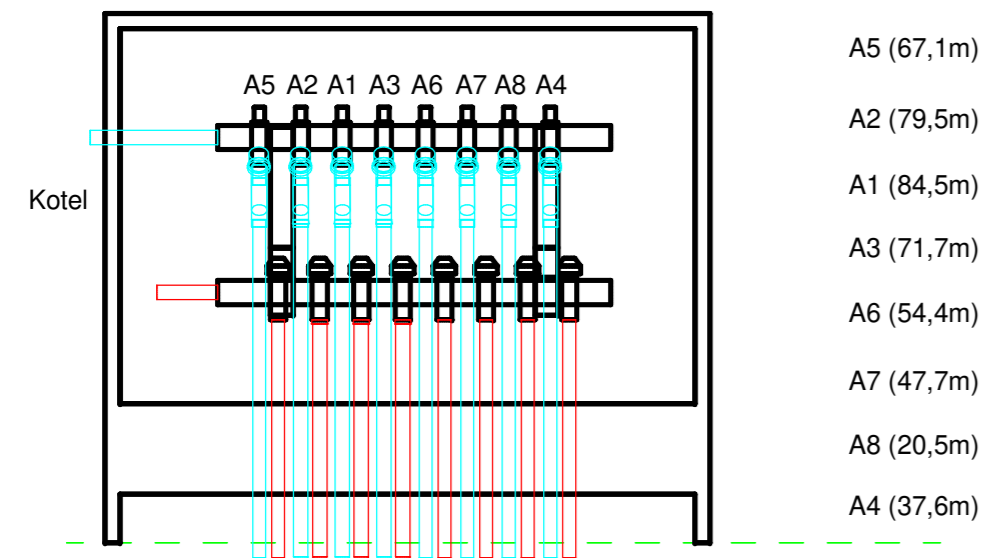 A5 A2 A1 A3 A6 A7 A8 A4
Kotel
A5 (67,1m)
A2 (79,5m)
A1 (84,5m)
A3 (71,7m)
A6 (54,4m)
A7 (47,7m)
A8 (20,5m)
A4 (37,6m)